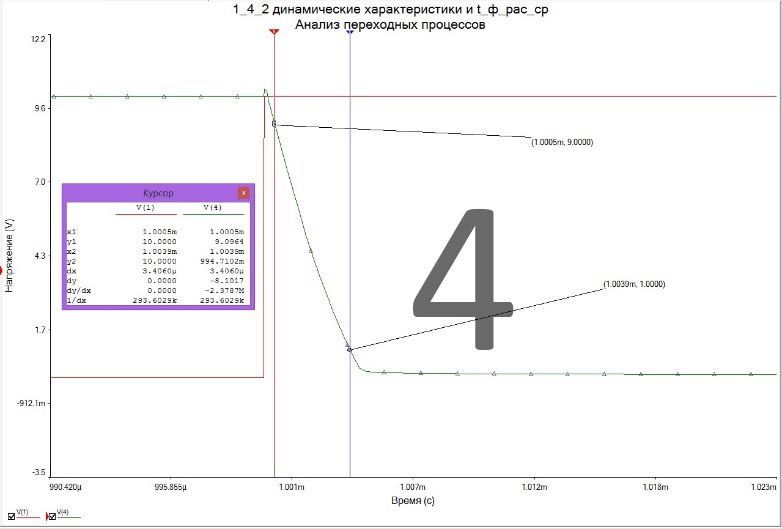 1_4_2 динамические характеристики и t_ф_рас_ср
Анализ переходных процессов
12.2
9.6
(1.0005m, 9.0000)
7.0
Курсор
x
V(1) V(4)
x1 1.0005m 1.0005m
y1 10.0000 9.0964
x2 1.0039m 1.0039m
y2 10.0000 994.7102m
dx 3.4060µ 3.4060µ
dy 0.0000 -8.1017
dy/dx 0.0000 -2.3787M
1/dx 293.6029k 293.6029k
Напряжение (V)
4.3
4
(1.0039m, 1.0000)
1.7
-912.1m
-3.5
990.420µ 995.855µ 1.001m 1.007m 1.012m 1.018m 1.023m
Время (с)
V(1) V(4)